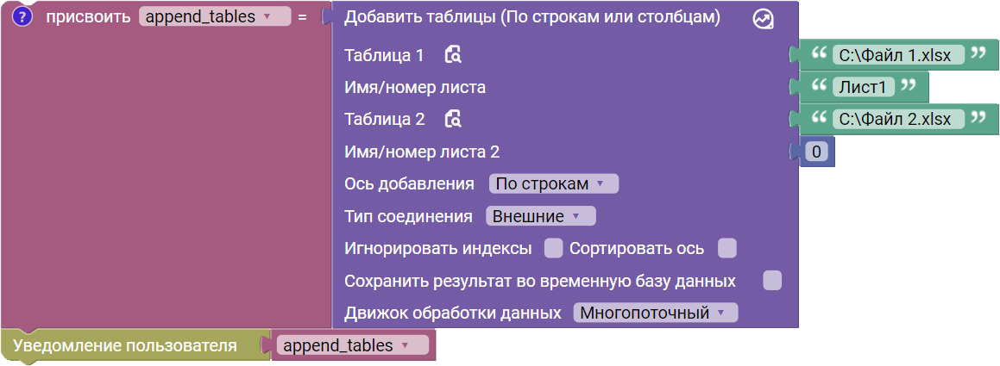 ? присвоить append_tables = Добавить таблицы (По строкам или столбцам)
Таблица 1 “ C:\Файл 1.xlsx ”
Имя/номер листа “ Лист1 ”
Таблица 2 “ C:\Файл 2.xlsx ”
Имя/номер листа 2 0
Ось добавления По строкам
Тип соединения Внешние
Игнорировать индексы Сортировать ось
Сохранить результат во временную базу данных
Движок обработки данных Многопоточный
Уведомление пользователя append_tables